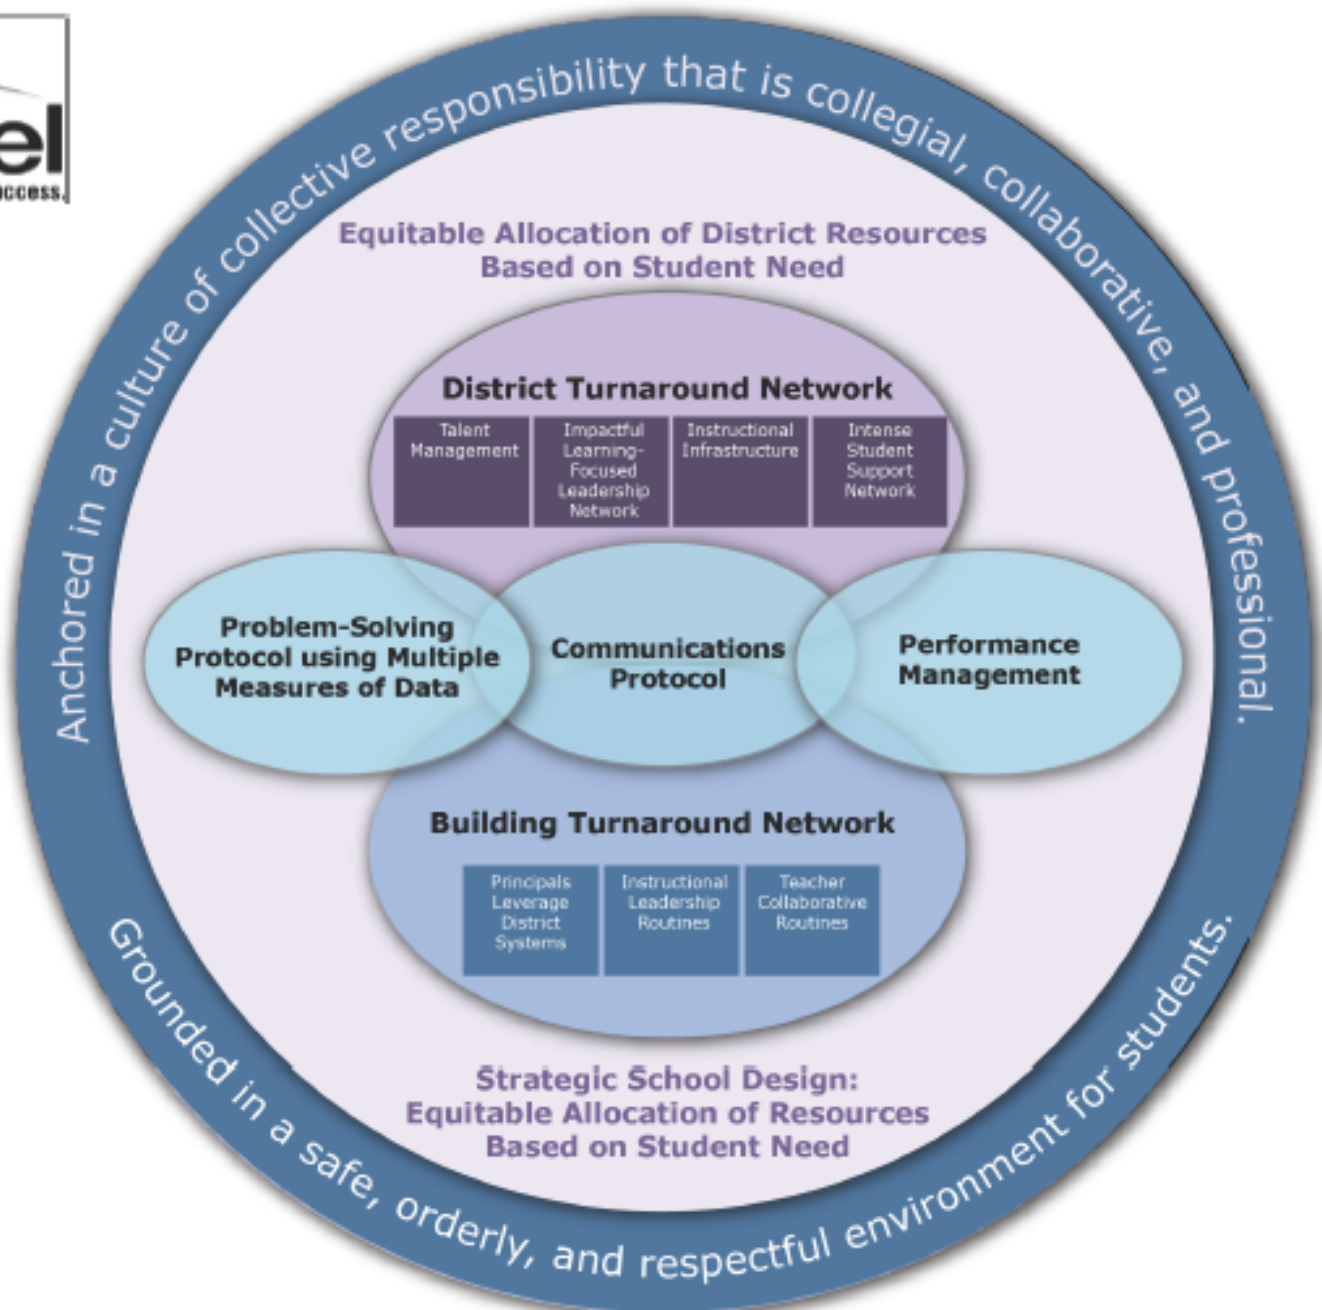 el
Anchored in a culture of collective responsibility that is collegial, collaborative, and professional.
Equitable Allocation of District Resources
Based on Student Need
District Turnaround Network
Talent
Management
Impactful
Learning-
Focused
Leadership
Network
Instructional
Infrastructure
Intense
Student
Support
Network
Problem-Solving
Protocol using Multiple
Measures of Data
Communications
Protocol
Performance
Management
Building Turnaround Network
Principals
Leverage
District
Systems
Instructional
Leadership
Routines
Teacher
Collaborative
Routines
Strategic School Design:
Equitable Allocation of Resources
Based on Student Need
Grounded in a safe, orderly, and respectful environment for students.